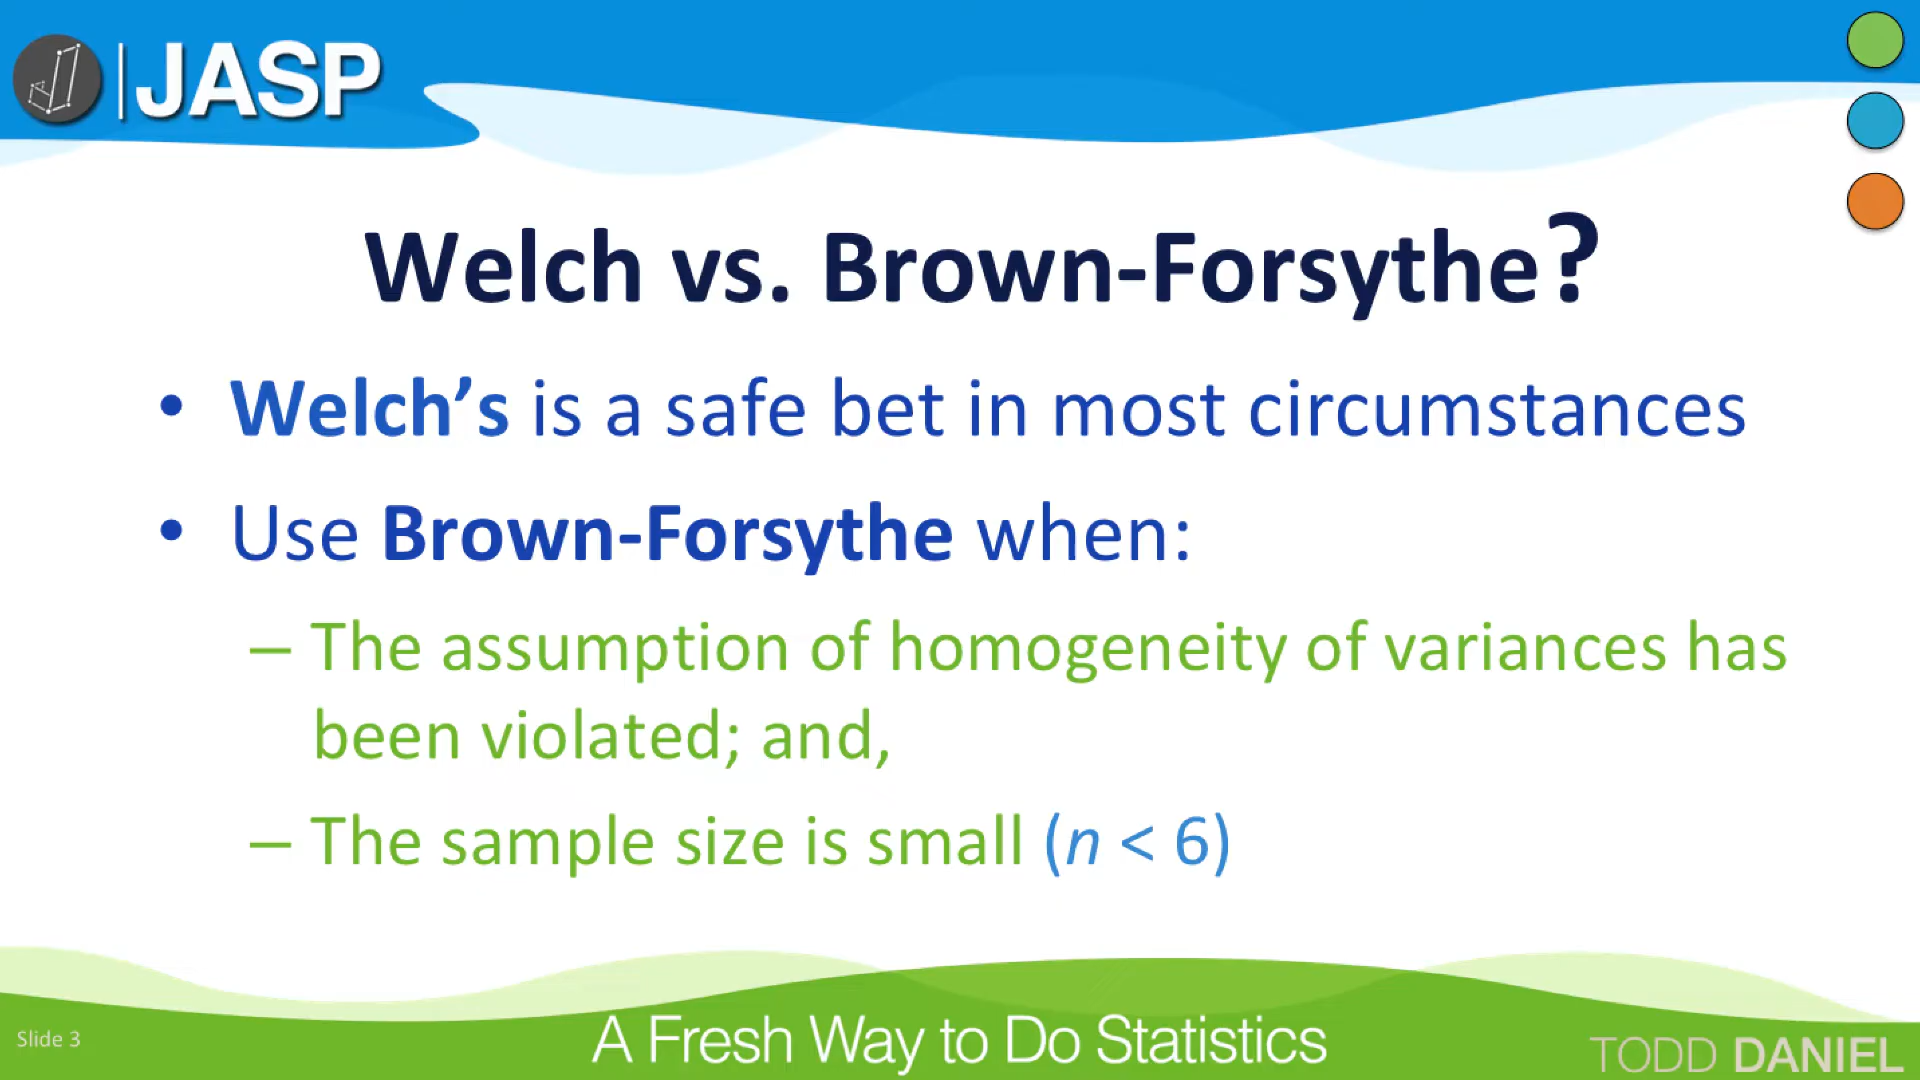 JASP
Welch vs. Brown-Forsythe?
• Welch’s is a safe bet in most circumstances
• Use Brown-Forsythe when:
– The assumption of homogeneity of variances has
been violated; and,
– The sample size is small (n < 6)
Slide 3
A Fresh Way to Do Statistics
TODD DANIEL